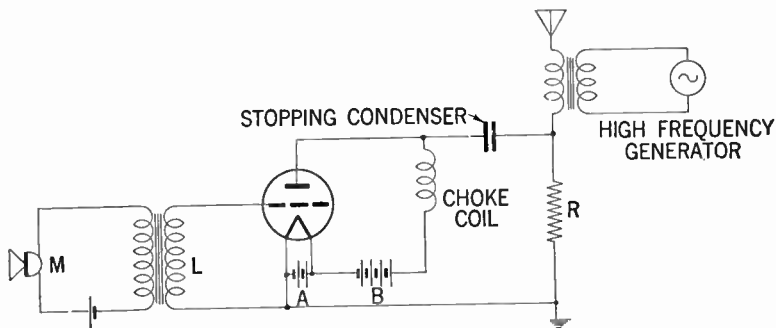 STOPPING CONDENSER
HIGH FREQUENCY
GENERATOR
CHOKE
COIL
R
M
L
A
B